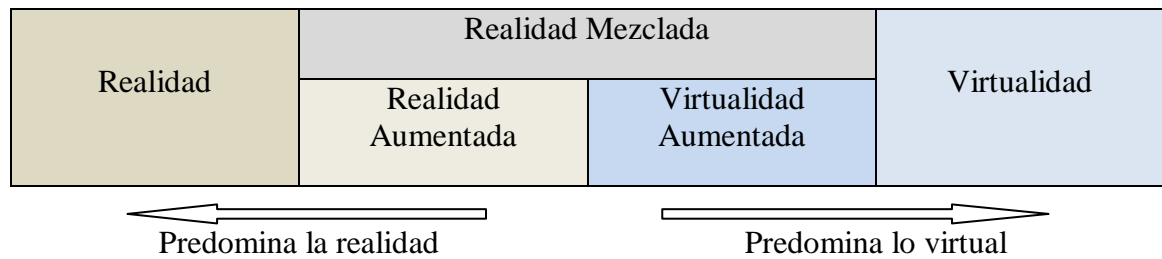 Realidad Mezclada
Realidad
Virtualidad
Realidad
Aumentada
Virtualidad
Aumentada
Predomina la realidad
Predomina lo virtual